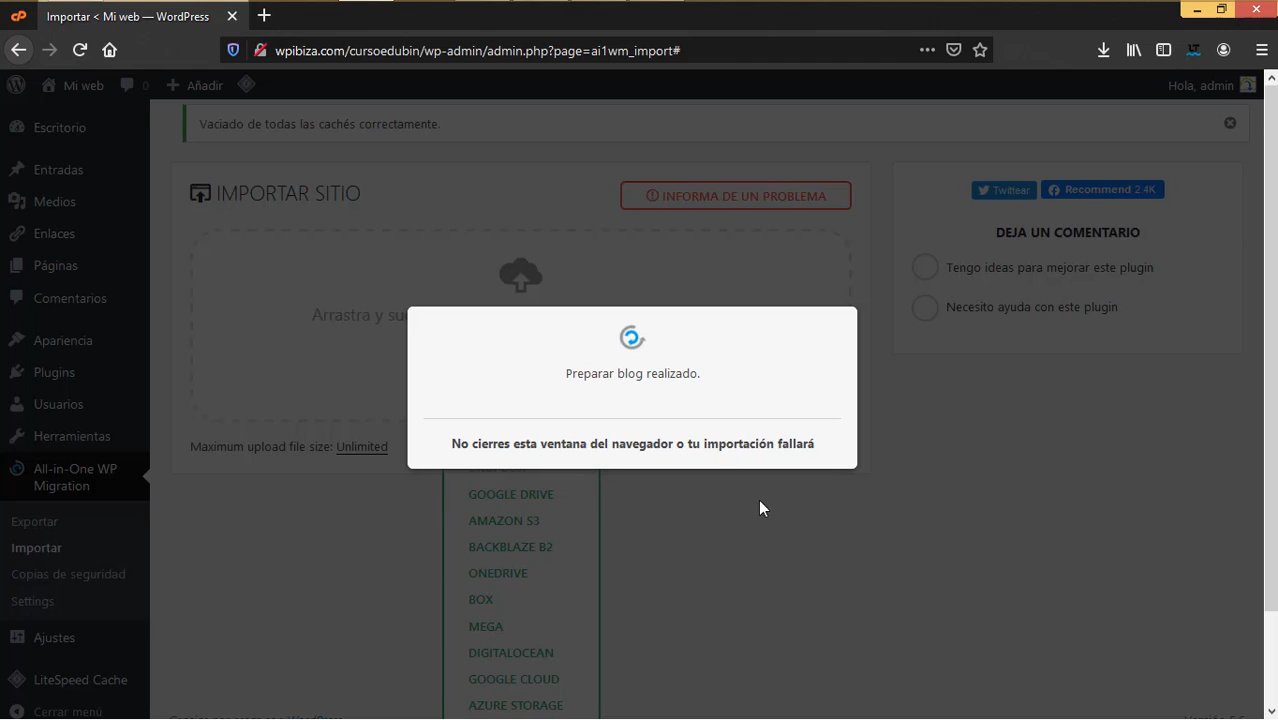 Importar < Mi web — WordPress
wpibiza.com/cursoedubin/wp-admin/admin.php?page=ai1wm_import#
Mi web
0
Añadir
Hola, admin
Escritorio
Entradas
Medios
Enlaces
Páginas
Comentarios
Apariencia
Plugins
Usuarios
Herramientas
All-in-One WP
Migration
Exportar
Importar
Copias de seguridad
Settings
Ajustes
LiteSpeed Cache
Cerrar menú
Vaciado de todas las cachés correctamente.
IMPORTAR SITIO
INFORMA DE UN PROBLEMA
Arrastra y su
Preparar blog realizado.
No cierres esta ventana del navegador o tu importación fallará
Maximum upload file size: Unlimited
GOOGLE DRIVE
AMAZON S3
BACKBLAZE B2
ONEDRIVE
BOX
MEGA
DIGITALOCEAN
GOOGLE CLOUD
AZURE STORAGE
Twittear
Recommend 2.4K
DEJA UN COMENTARIO
Tengo ideas para mejorar este plugin
Necesito ayuda con este plugin